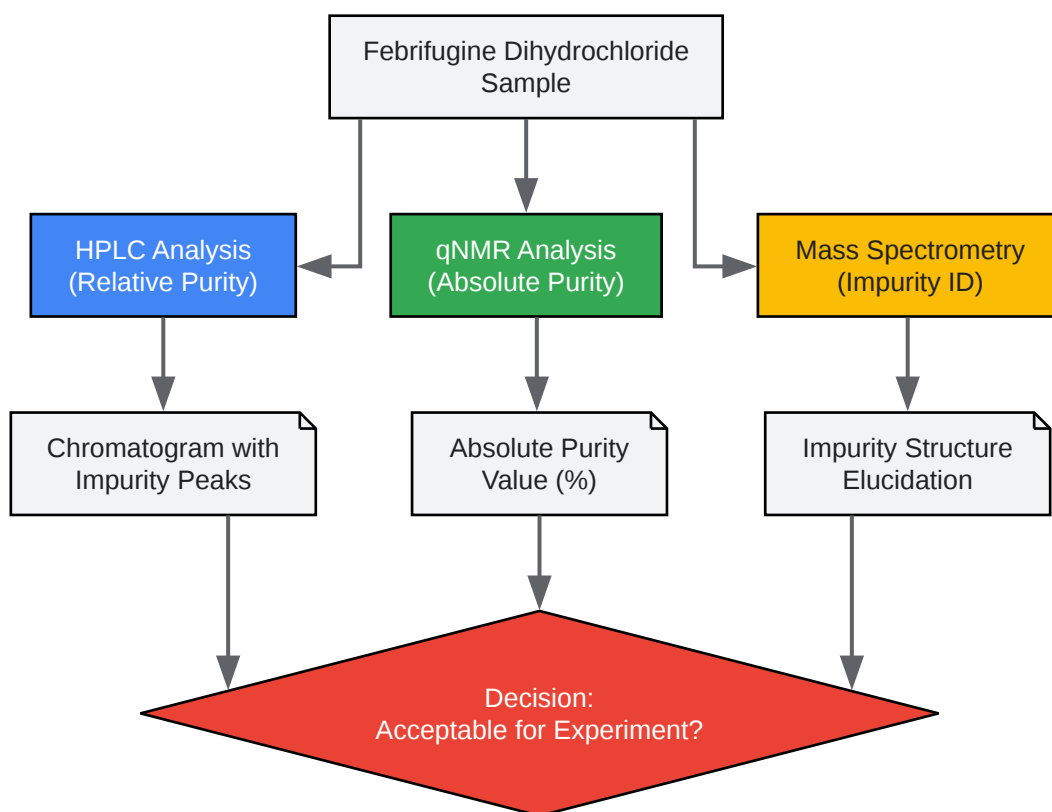 Febrifugine Dihydrochloride
Sample
HPLC Analysis
(Relative Purity)
qNMR Analysis
(Absolute Purity)
Mass Spectrometry
(Impurity ID)
Chromatogram with
Impurity Peaks
Absolute Purity
Value (%)
Impurity Structure
Elucidation
Decision:
Acceptable for Experiment?